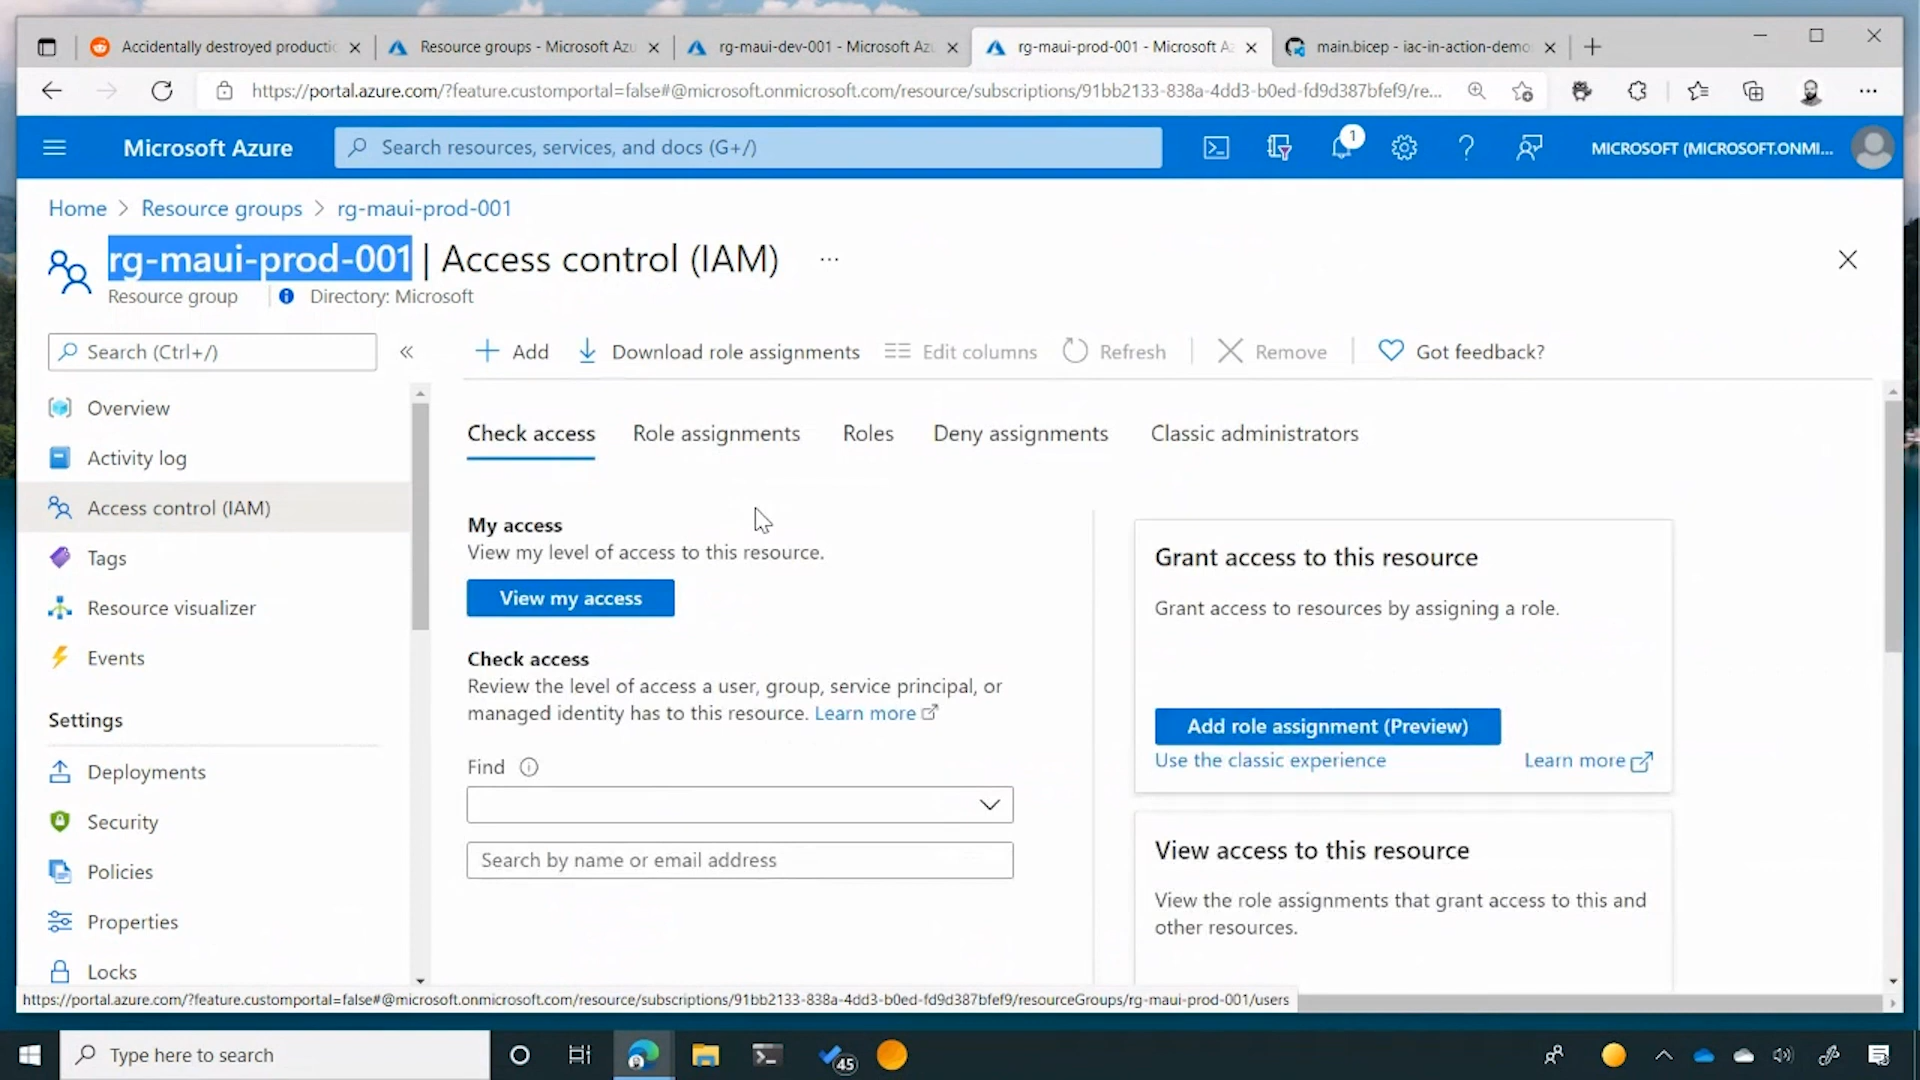 Accidentally destroyed producti
Resource groups - Microsoft Azu
rg-maui-dev-001 - Microsoft Az
rg-maui-prod-001 - Microsoft A
main.bicep - iac-in-action-demo
https://portal.azure.com/?feature.customportal=false#@microsoft.onmicrosoft.com/resource/subscriptions/91bb2133-838a-4dd3-b0ed-fd9d387bfef9/re...
Microsoft Azure
Search resources, services, and docs (G+/)
1
MICROSOFT (MICROSOFT.ONMI...
Home > Resource groups > rg-maui-prod-001
rg-maui-prod-001 | Access control (IAM) ...
Resource group
Directory: Microsoft
Search (Ctrl+/)
«
Add
Download role assignments
Edit columns
Refresh
Remove
Got feedback?
Overview
Activity log
Access control (IAM)
Tags
Resource visualizer
Events
Settings
Deployments
Security
Policies
Properties
Locks
Check access
Role assignments
Roles
Deny assignments
Classic administrators
My access
View my level of access to this resource.
View my access
Check access
Review the level of access a user, group, service principal, or
managed identity has to this resource. Learn more
Find
Search by name or email address
Grant access to this resource
Grant access to resources by assigning a role.
Add role assignment (Preview)
Use the classic experience
Learn more
View access to this resource
View the role assignments that grant access to this and
other resources.
https://portal.azure.com/?feature.customportal=false#@microsoft.onmicrosoft.com/resource/subscriptions/91bb2133-838a-4dd3-b0ed-fd9d387bfef9/resourceGroups/rg-maui-prod-001/users
Type here to search
45